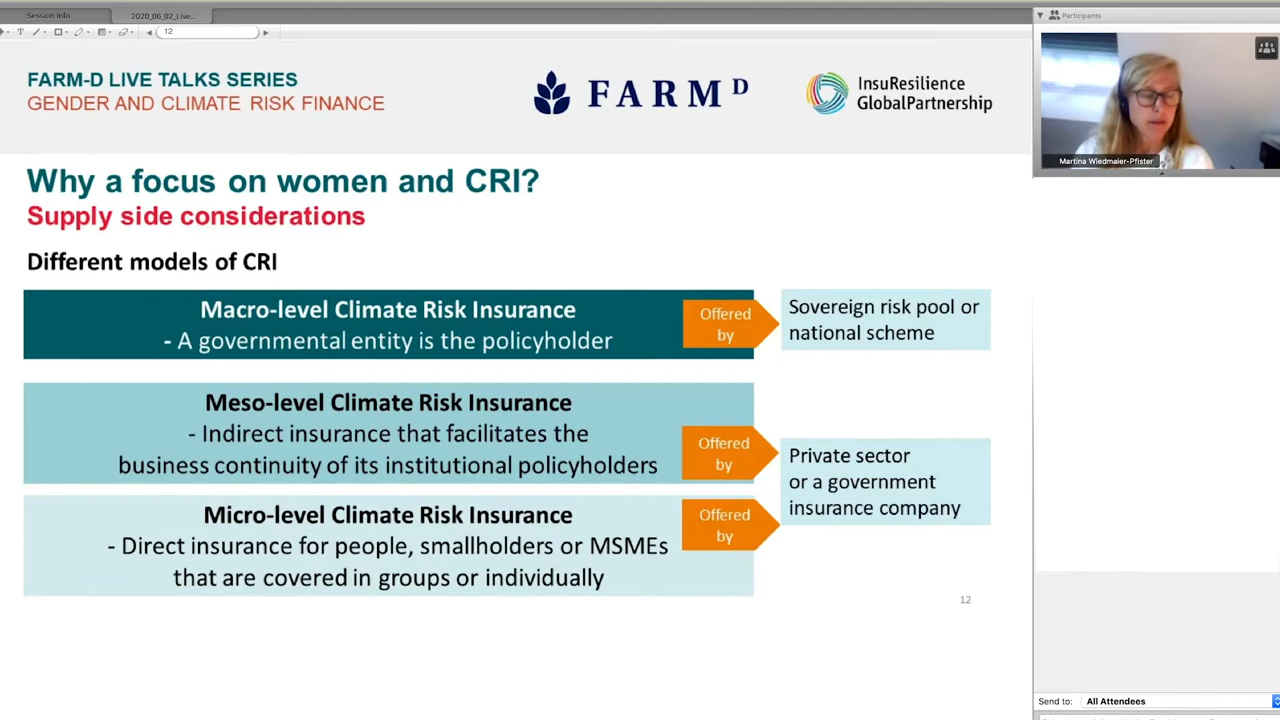 Session Info
2020_06_02_Live...
12
Participants
FARM-D LIVE TALKS SERIES
GENDER AND CLIMATE RISK FINANCE
FARM D
InsuResilience
GlobalPartnership
Martina Wiedmaier-Pfister
Why a focus on women and CRI?
Supply side considerations
Different models of CRI
Macro-level Climate Risk Insurance
- A governmental entity is the policyholder
Offered
by
Sovereign risk pool or
national scheme
Meso-level Climate Risk Insurance
- Indirect insurance that facilitates the
business continuity of its institutional policyholders
Offered
by
Private sector
or a government
insurance company
Micro-level Climate Risk Insurance
- Direct insurance for people, smallholders or MSMEs
that are covered in groups or individually
Offered
by
12
Send to: All Attendees